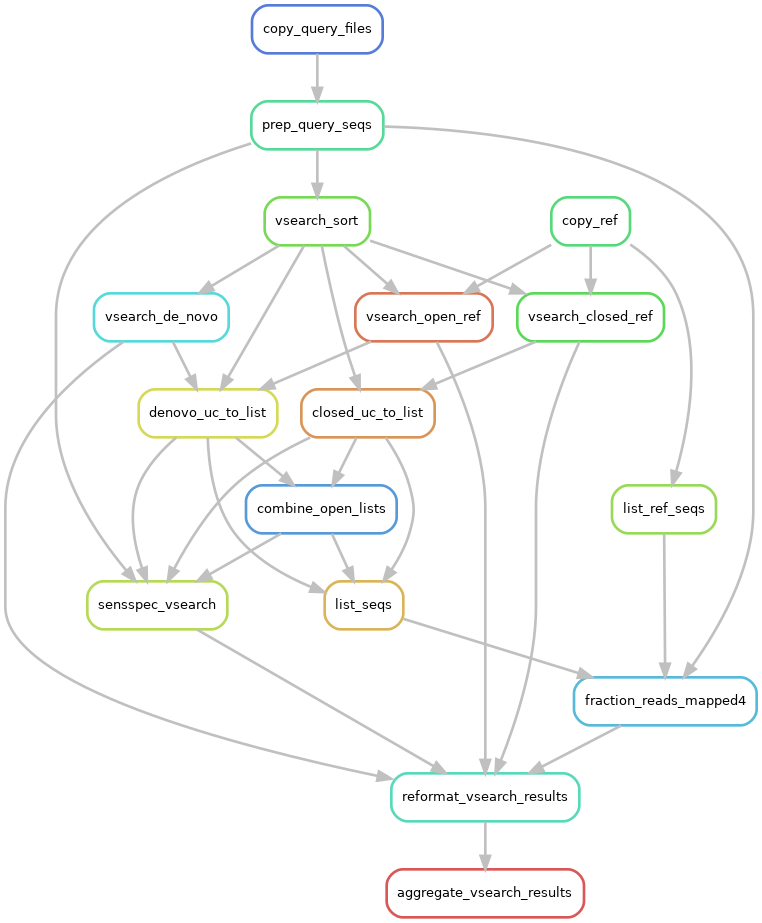 copy_query_files
prep_query_seqs
vsearch_sort
copy_ref
vsearch_de_novo
vsearch_open_ref
vsearch_closed_ref
denovo_uc_to_list
closed_uc_to_list
combine_open_lists
list_ref_seqs
sensspec_vsearch
list_seqs
fraction_reads_mapped4
reformat_vsearch_results
aggregate_vsearch_results